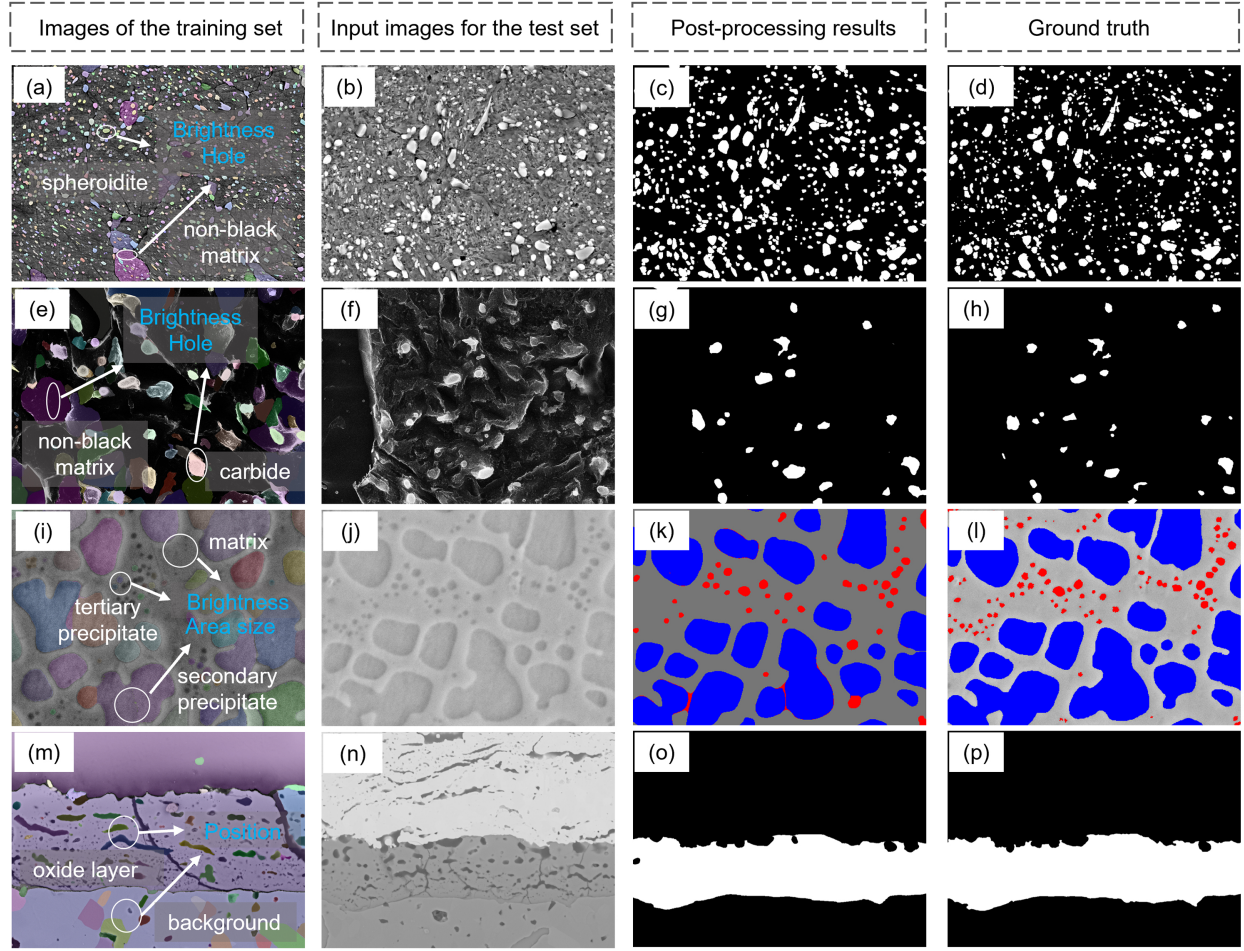 Images of the training set
Input images for the test set
Post-processing results
Ground truth
(a)
Brightness
Hole
spheroidite
non-black
matrix
(b)
(c)
(d)
(e)
Brightness
Hole
non-black
matrix
carbide
(f)
(g)
(h)
(i)
matrix
tertiary
precipitate
Brightness
Area size
secondary
precipitate
(j)
(k)
(l)
(m)
Position
oxide layer
background
(n)
(o)
(p)